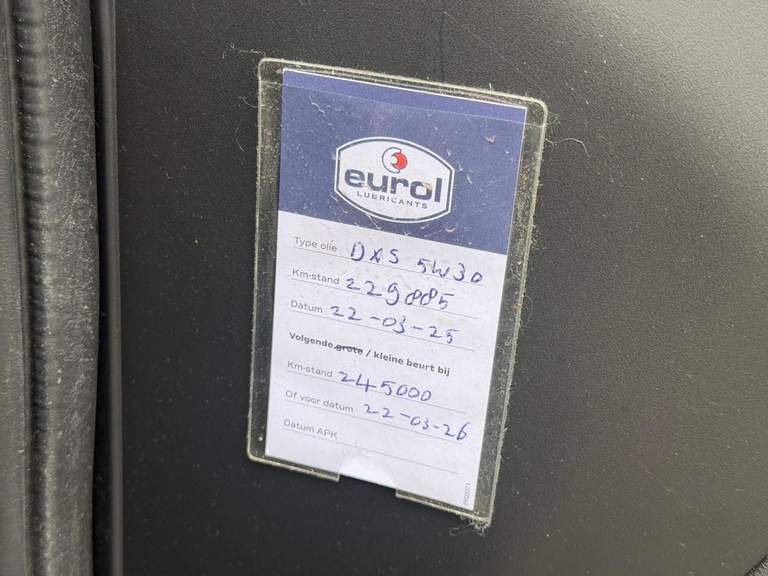 eurol
LUBRICANTS
Type olie DXS 5W30
Km-stand 229885
Datum 22-03-25
Volgende grote / kleine beurt bij
Km-stand 245000
Of voor datum 22-03-26
Datum APK